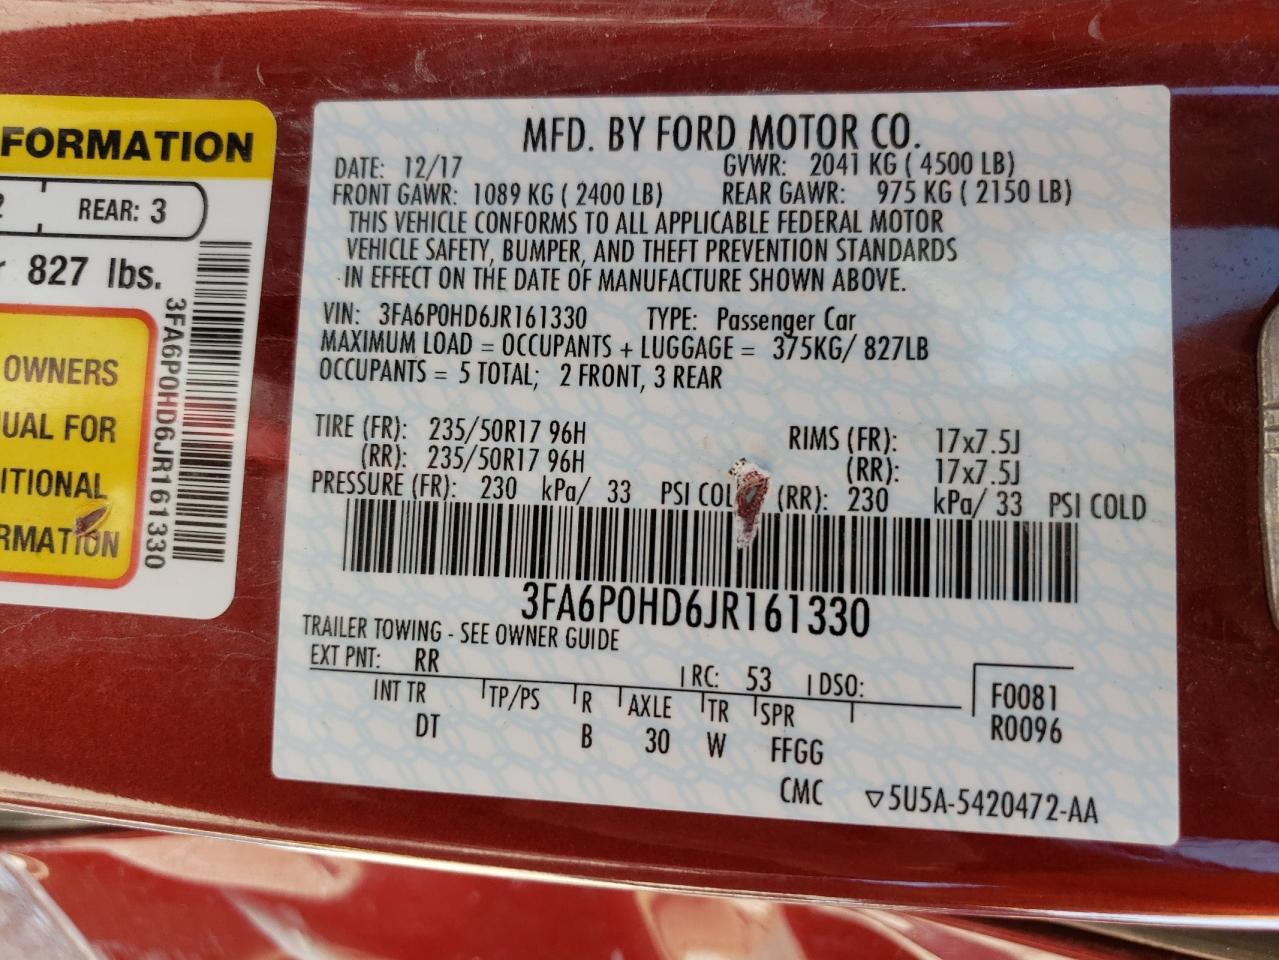 FORMATION
REAR: 3
827 lbs.
OWNERS
UAL FOR
ITIONAL
RMATION
3FA6P0HD6JR161330
MFD. BY FORD MOTOR CO.
DATE: 12/17 GVWR: 2041 KG ( 4500 LB)
FRONT GAWR: 1089 KG ( 2400 LB) REAR GAWR: 975 KG ( 2150 LB)
THIS VEHICLE CONFORMS TO ALL APPLICABLE FEDERAL MOTOR
VEHICLE SAFETY, BUMPER, AND THEFT PREVENTION STANDARDS
IN EFFECT ON THE DATE OF MANUFACTURE SHOWN ABOVE.
VIN: 3FA6P0HD6JR161330 TYPE: Passenger Car
MAXIMUM LOAD = OCCUPANTS + LUGGAGE = 375KG/ 827LB
OCCUPANTS = 5 TOTAL; 2 FRONT, 3 REAR
TIRE (FR): 235/50R17 96H RIMS (FR): 17x7.5J
(RR): 235/50R17 96H (RR): 17x7.5J
PRESSURE (FR): 230 kPa/ 33 PSI COL (RR): 230 kPa/ 33 PSI COLD
3FA6P0HD6JR161330
TRAILER TOWING - SEE OWNER GUIDE
EXT PNT: RR RC: 53 DSO:
INT TR TP/PS R AXLE TR SPR F0081
DT B 30 W FFGG R0096
CMC ▽5U5A-5420472-AA